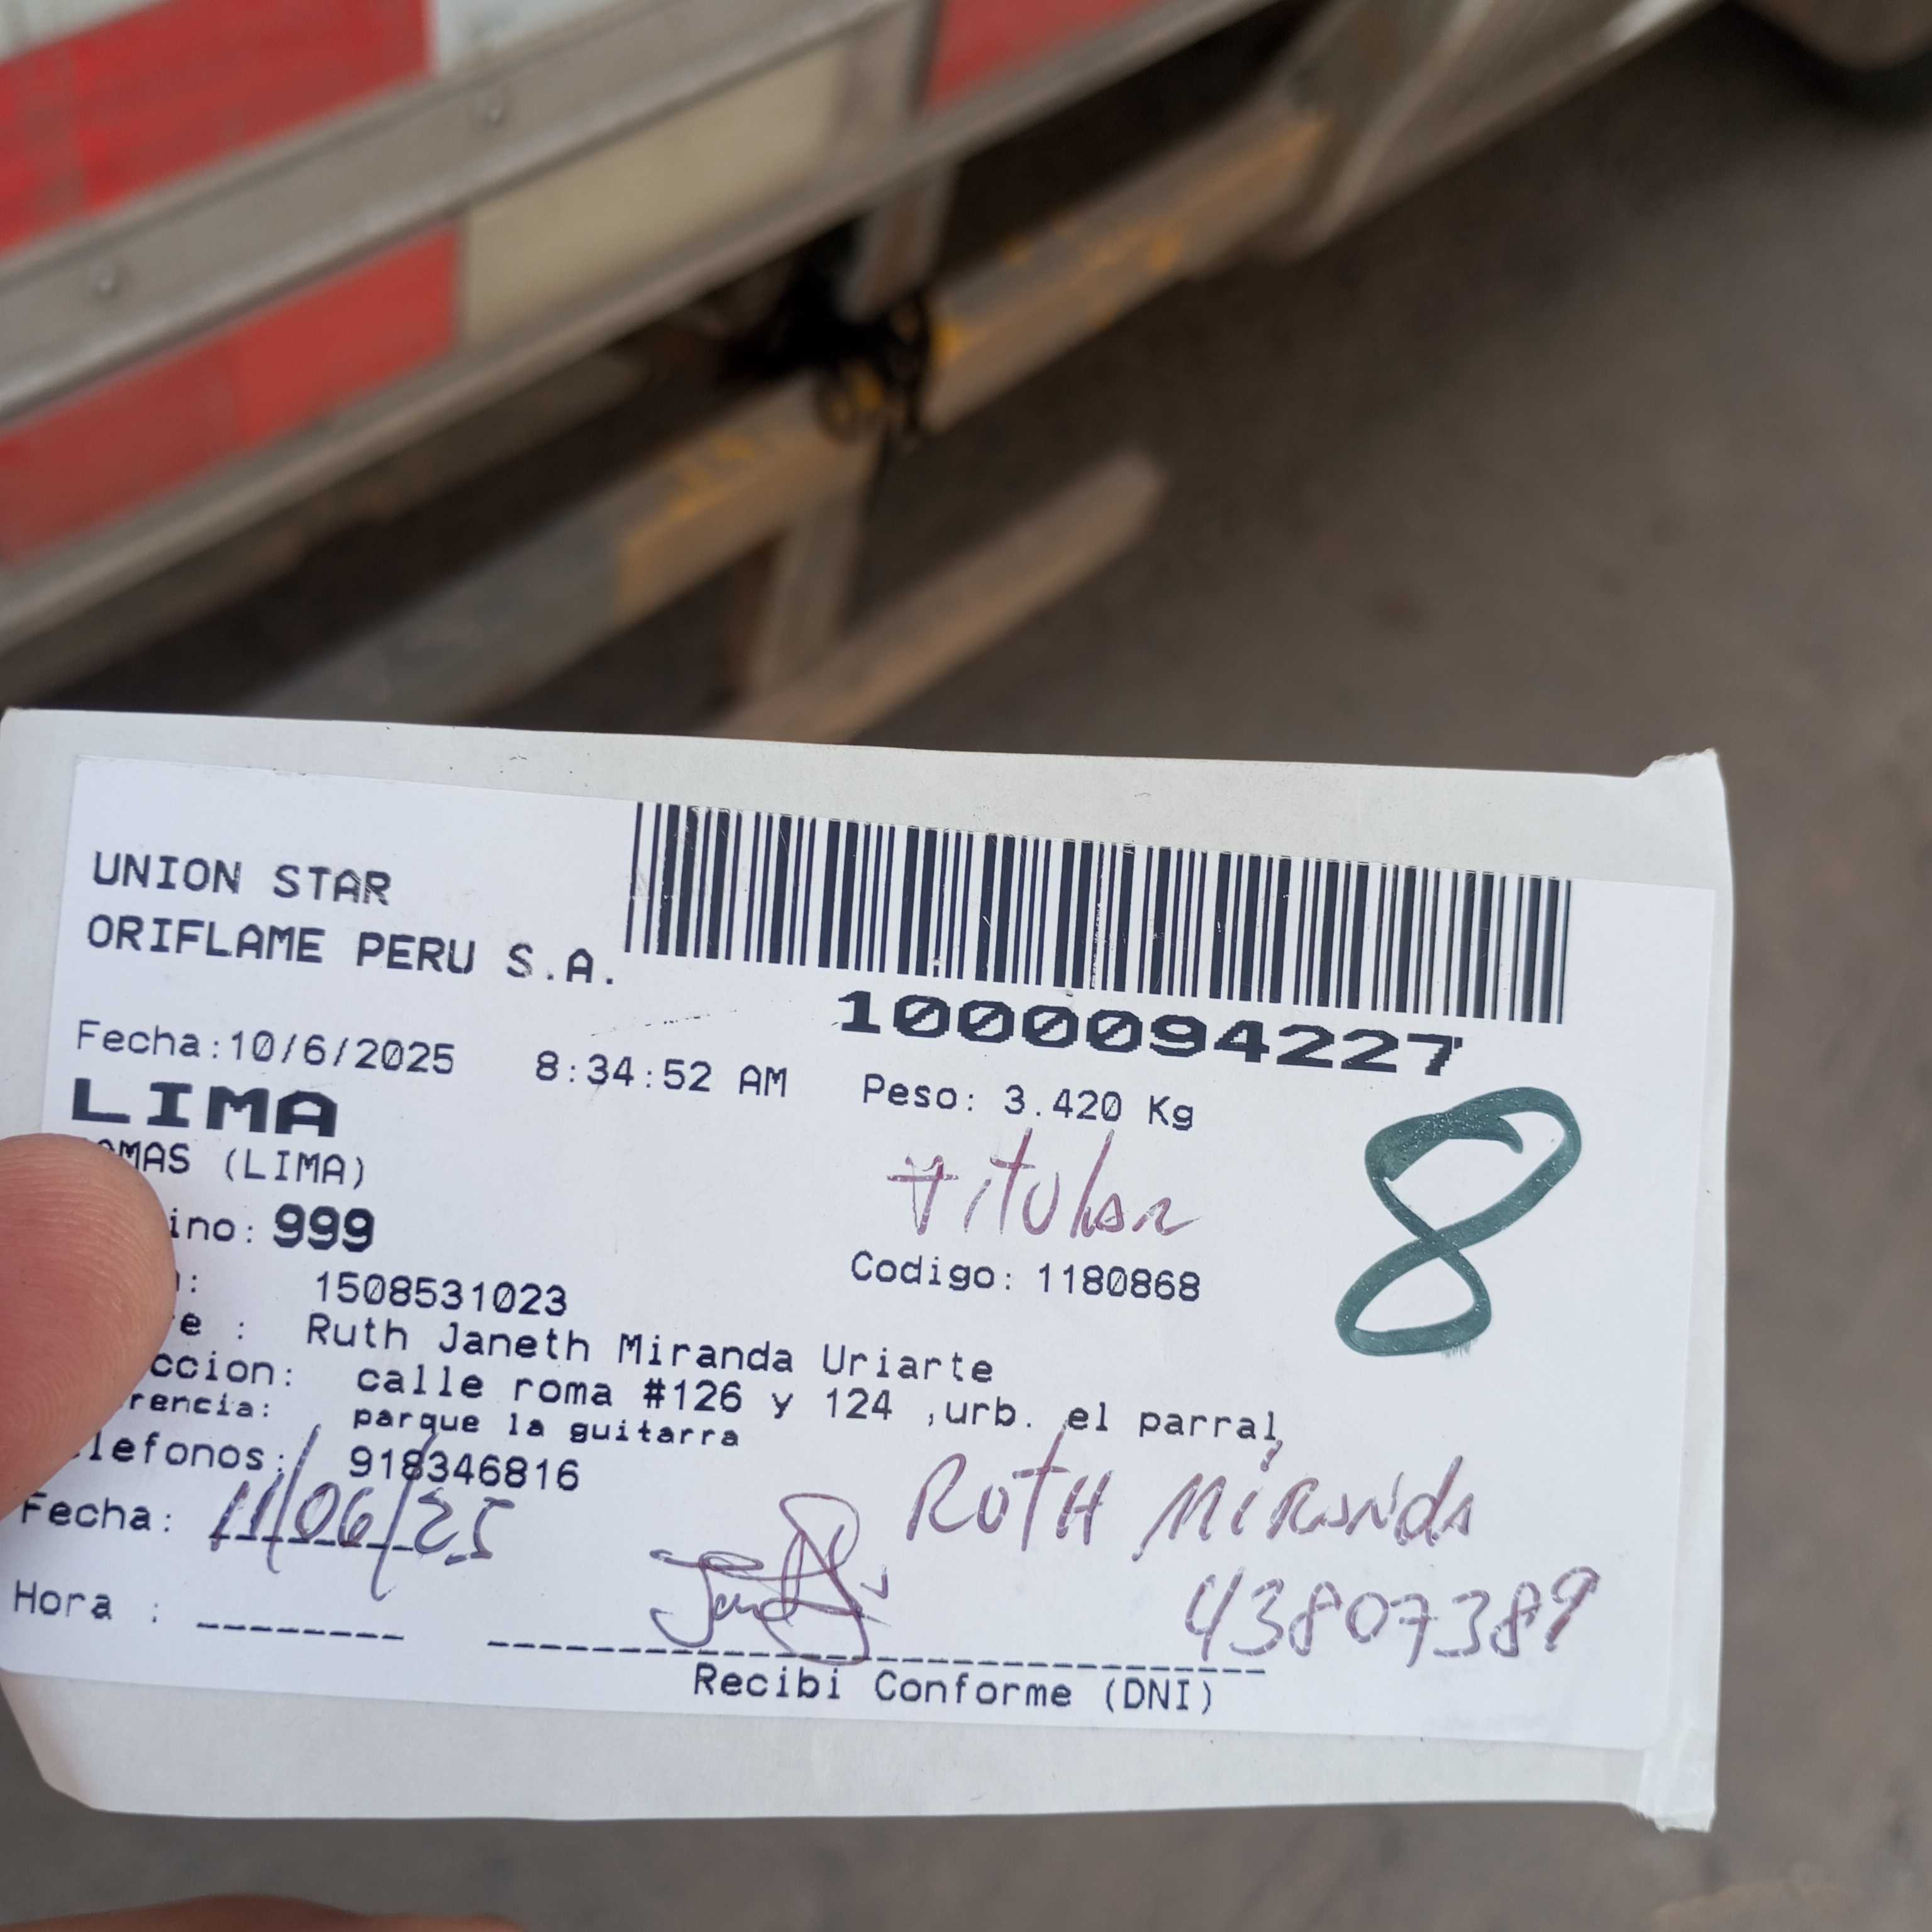 UNION STAR
ORIFLAME PERU S.A.
1000094227
Fecha:10/6/2025 8:34:52 AM Peso: 3.420 Kg
LIMA
OMAS (LIMA)
titular
8
ino: 999
Codigo: 1180868
: 1508531023
e : Ruth Janeth Miranda Uriarte
ccion: calle roma #126 y 124 ,urb. el parral,
rencia: parque la guitarra
lefonos: 918346816
RUTH MIRANda
Fecha: 11/06/25
43807389
Hora :
Recibi Conforme (DNI)